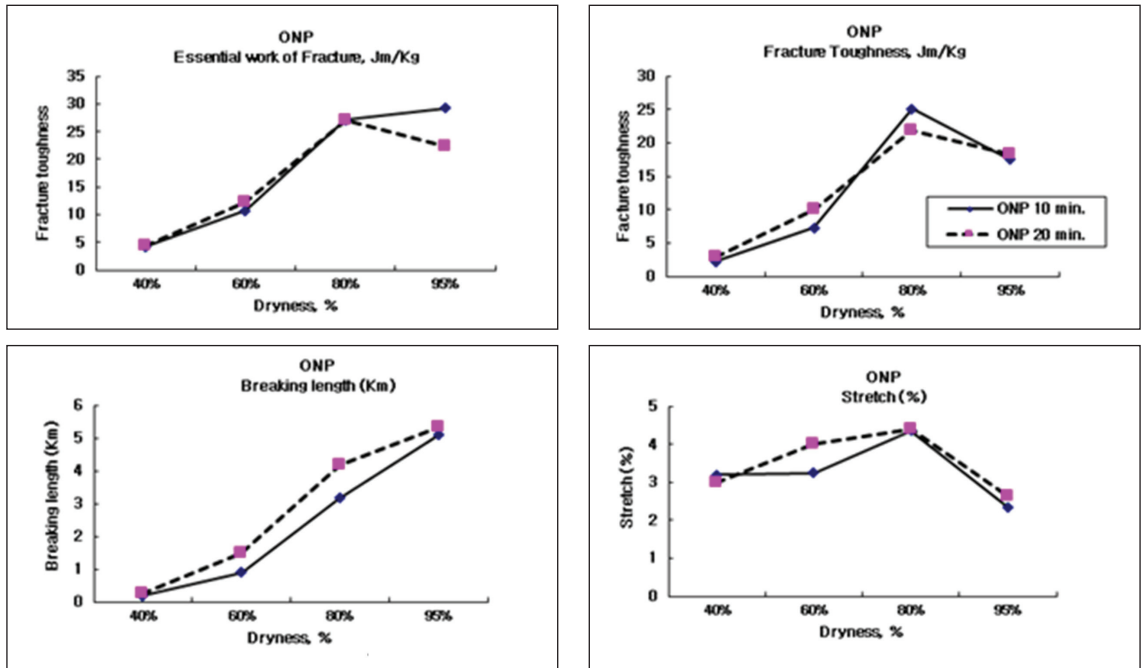 ONP
Essential work of Fracture, Jm/Kg
Fracture toughness
35
30
25
20
15
10
5
0
40% 60% 80% 95%
Dryness, %
ONP
Fracture Toughness, Jm/Kg
Facture toughness
30
25
20
15
10
5
0
ONP 10 min.
ONP 20 min.
40% 60% 80% 95%
Dryness, %
ONP
Breaking length (Km)
Breaking length (Km)
6
5
4
3
2
1
0
40% 60% 80% 95%
Dryness, %
ONP
Stretch (%)
Stretch (%)
5
4
3
2
1
0
40% 60% 80% 95%
Dryness, %